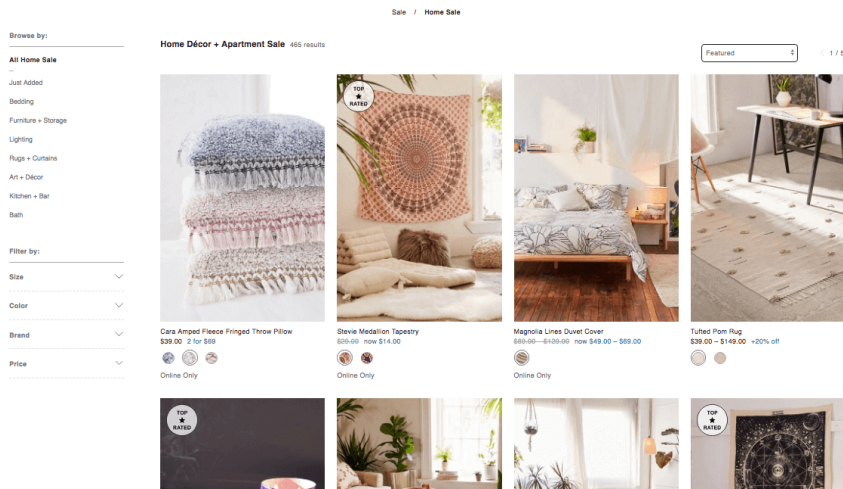 Sale / Home Sale
Browse by:
All Home Sale
Just Added
Bedding
Furniture + Storage
Lighting
Rugs + Curtains
Art + Décor
Kitchen + Bar
Bath
Filter by:
Size
Color
Brand
Price
Home Décor + Apartment Sale 465 results
Featured
1 / 5
TOP
RATED
Cara Amped Fleece Fringed Throw Pillow
$39.00 2 for $69
Online Only
Stevie Medallion Tapestry
$29.00 now $14.00
Online Only
Magnolia Lines Duvet Cover
$89.00 – $129.00 now $49.00 – $69.00
Online Only
Tufted Pom Rug
$39.00 – $149.00 +20% off
TOP
RATED
TOP
RATED